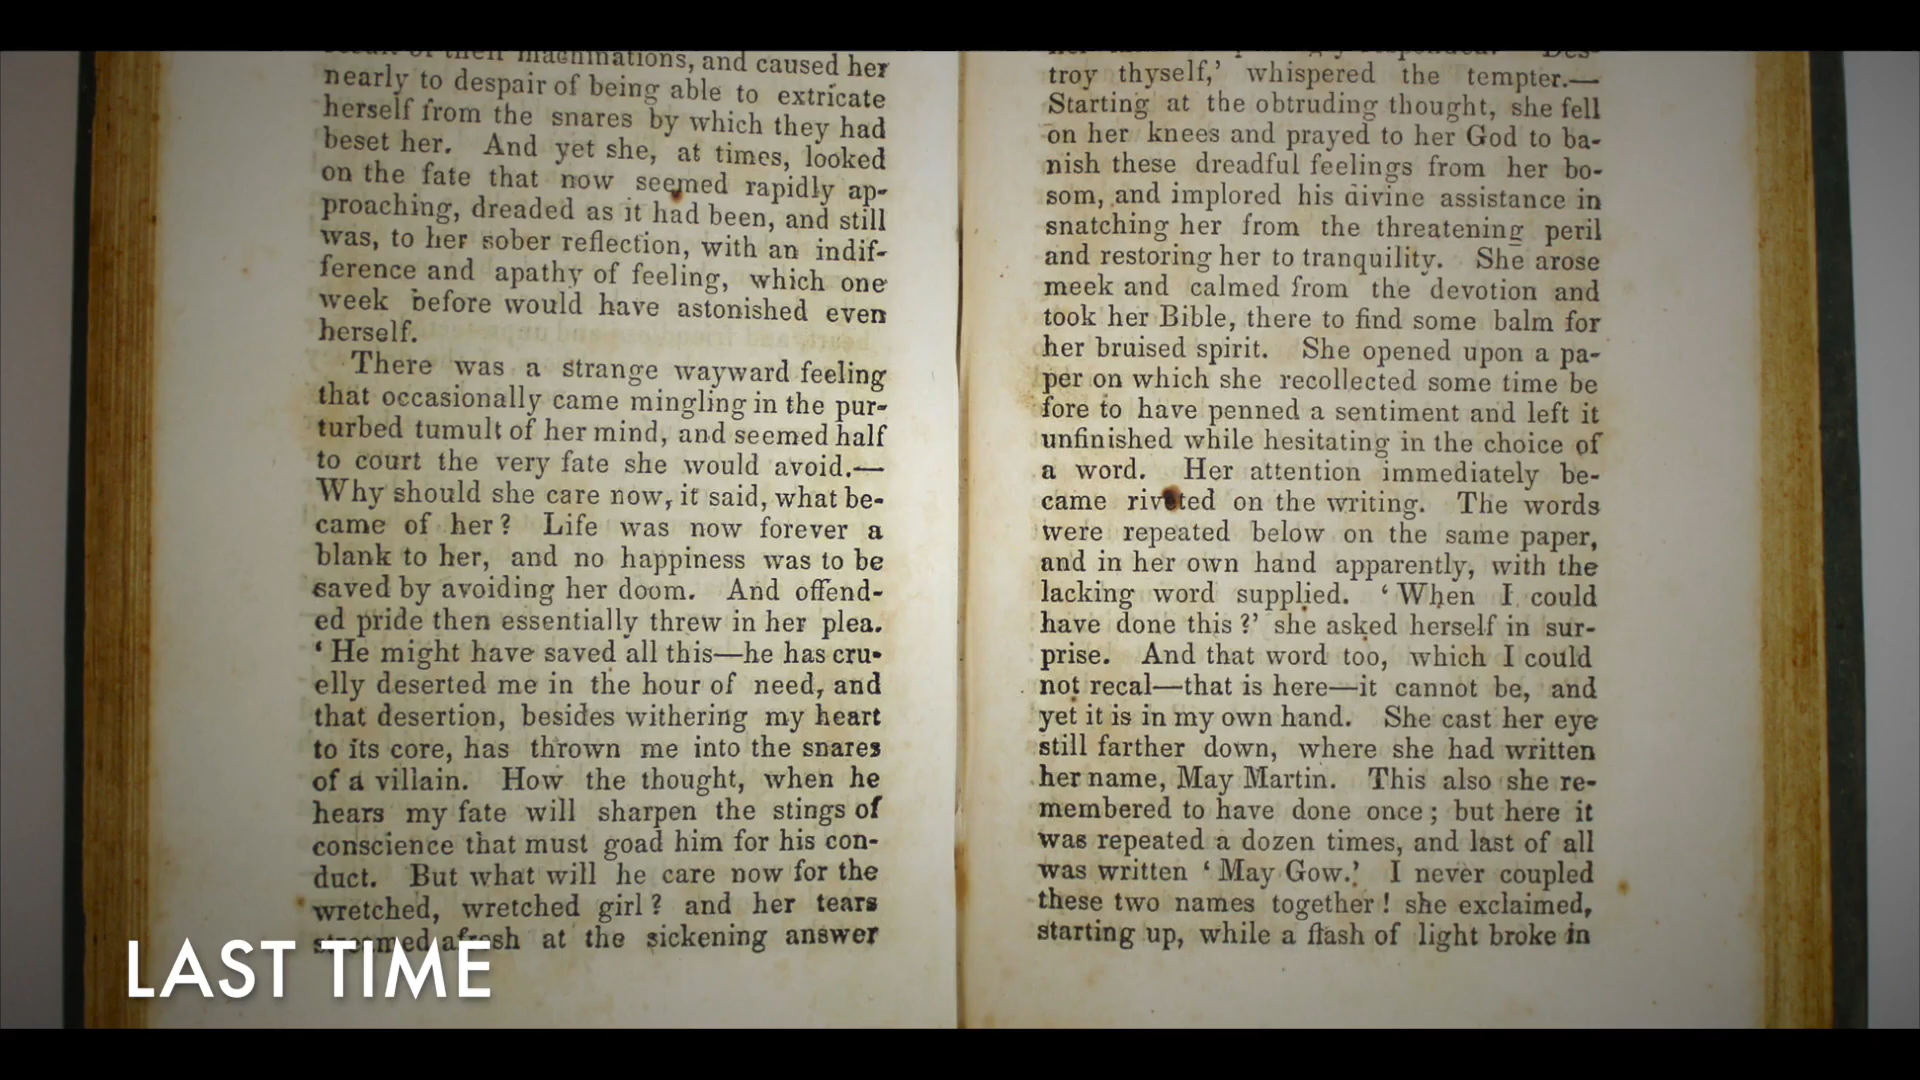 of their machinations, and caused her
nearly to despair of being able to extricate
herself from the snares by which they had
beset her. And yet she, at times, looked
on the fate that now seemed rapidly ap-
proaching, dreaded as it had been, and still
was, to her sober reflection, with an indif-
ference and apathy of feeling, which one
week before would have astonished even
herself.
There was a strange wayward feeling
that occasionally came mingling in the pur-
turbed tumult of her mind, and seemed half
to court the very fate she would avoid.—
Why should she care now, it said, what be-
came of her? Life was now forever a
blank to her, and no happiness was to be
saved by avoiding her doom. And offend-
ed pride then essentially threw in her plea.
‘He might have saved all this—he has cru-
elly deserted me in the hour of need, and
that desertion, besides withering my heart
to its core, has thrown me into the snares
of a villain. How the thought, when he
hears my fate will sharpen the stings of
conscience that must goad him for his con-
duct. But what will he care now for the
wretched, wretched girl? and her tears
streamed afresh at the sickening answer
troy thyself,’ whispered the tempter.—
Starting at the obtruding thought, she fell
on her knees and prayed to her God to ba-
nish these dreadful feelings from her bo-
som, and implored his divine assistance in
snatching her from the threatening peril
and restoring her to tranquility. She arose
meek and calmed from the devotion and
took her Bible, there to find some balm for
her bruised spirit. She opened upon a pa-
per on which she recollected some time be
fore to have penned a sentiment and left it
unfinished while hesitating in the choice of
a word. Her attention immediately be-
came riveted on the writing. The words
were repeated below on the same paper,
and in her own hand apparently, with the
lacking word supplied. ‘When I could
have done this?’ she asked herself in sur-
prise. And that word too, which I could
not recal—that is here—it cannot be, and
yet it is in my own hand. She cast her eye
still farther down, where she had written
her name, May Martin. This also she re-
membered to have done once; but here it
was repeated a dozen times, and last of all
was written ‘May Gow.’ I never coupled
these two names together! she exclaimed,
starting up, while a flash of light broke in
LAST TIME